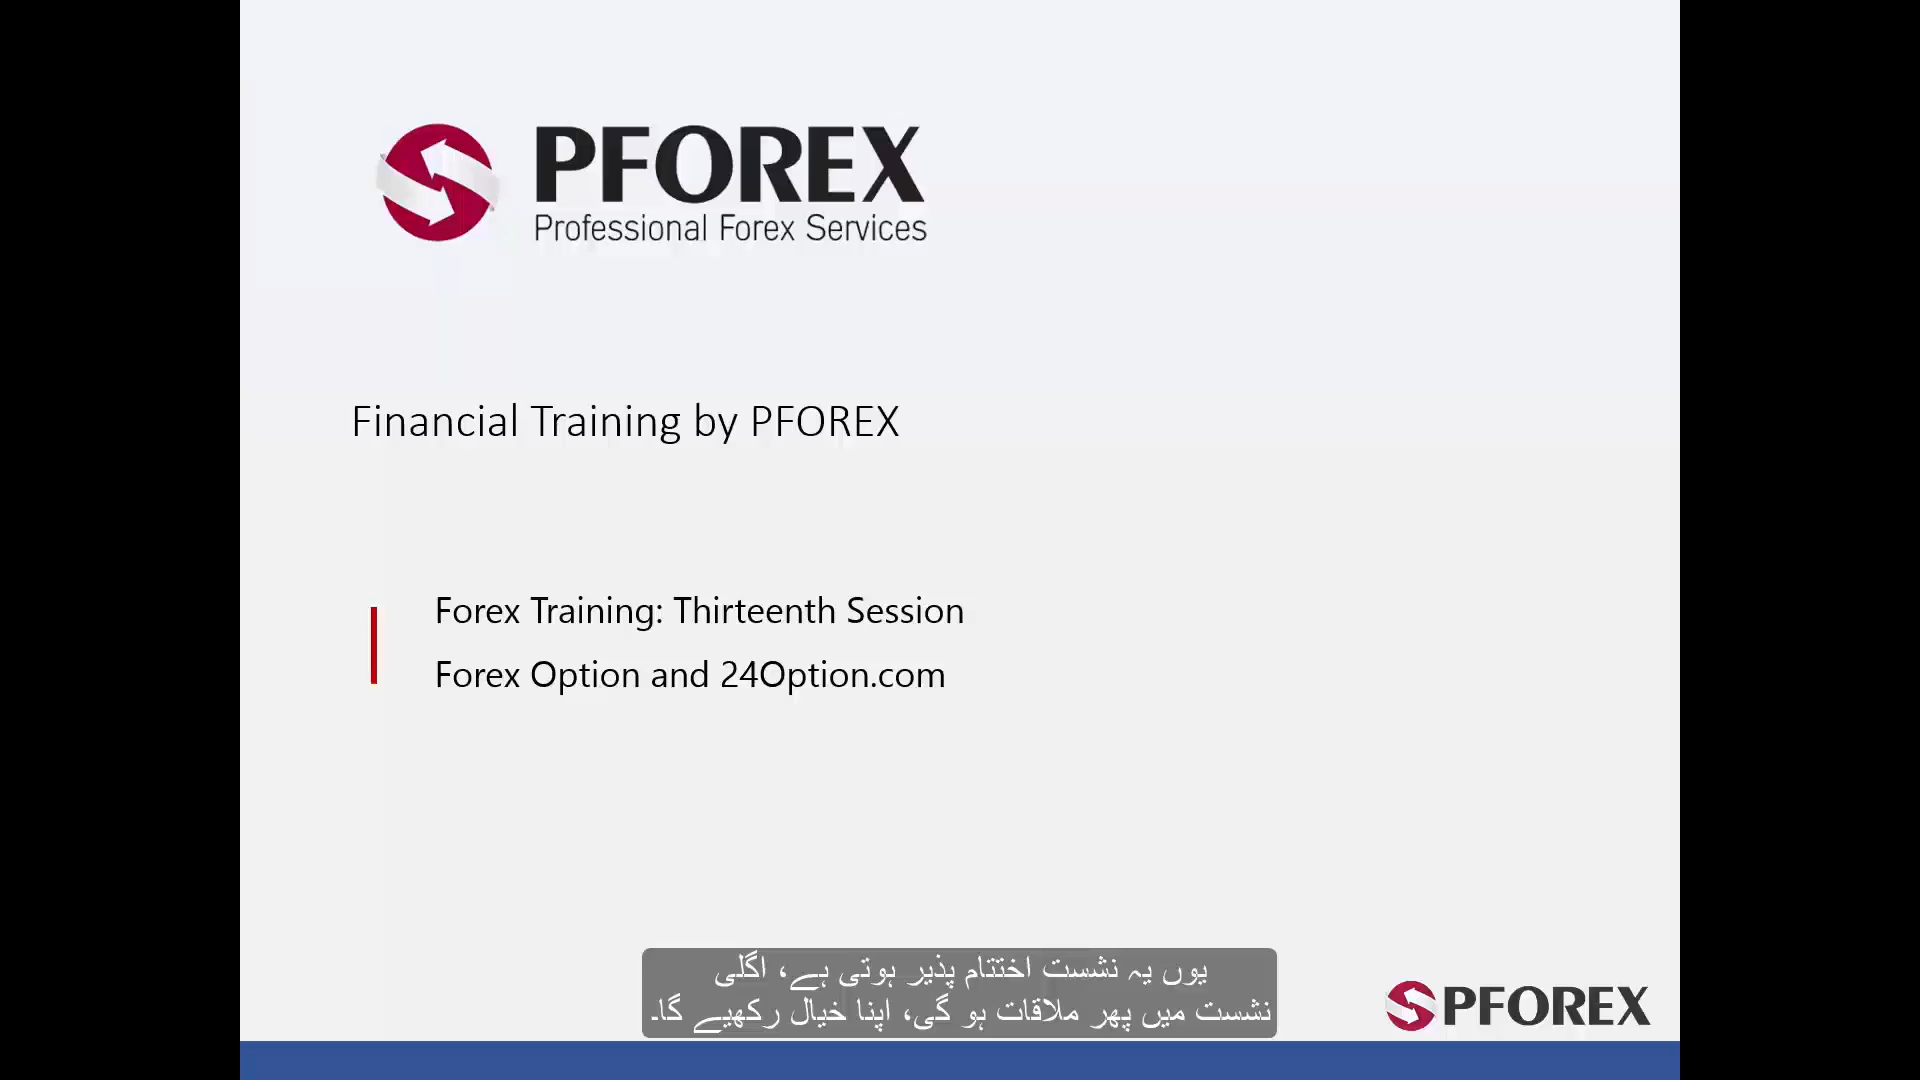 PFOREX
Professional Forex Services
Financial Training by PFOREX
Forex Training: Thirteenth Session
Forex Option and 24Option.com
یوں یہ نشست اختتام پذیر ہوتی ہے، اگلی
نشست میں پھر ملاقات ہو گی، اپنا خیال رکھیے گا۔
PFOREX